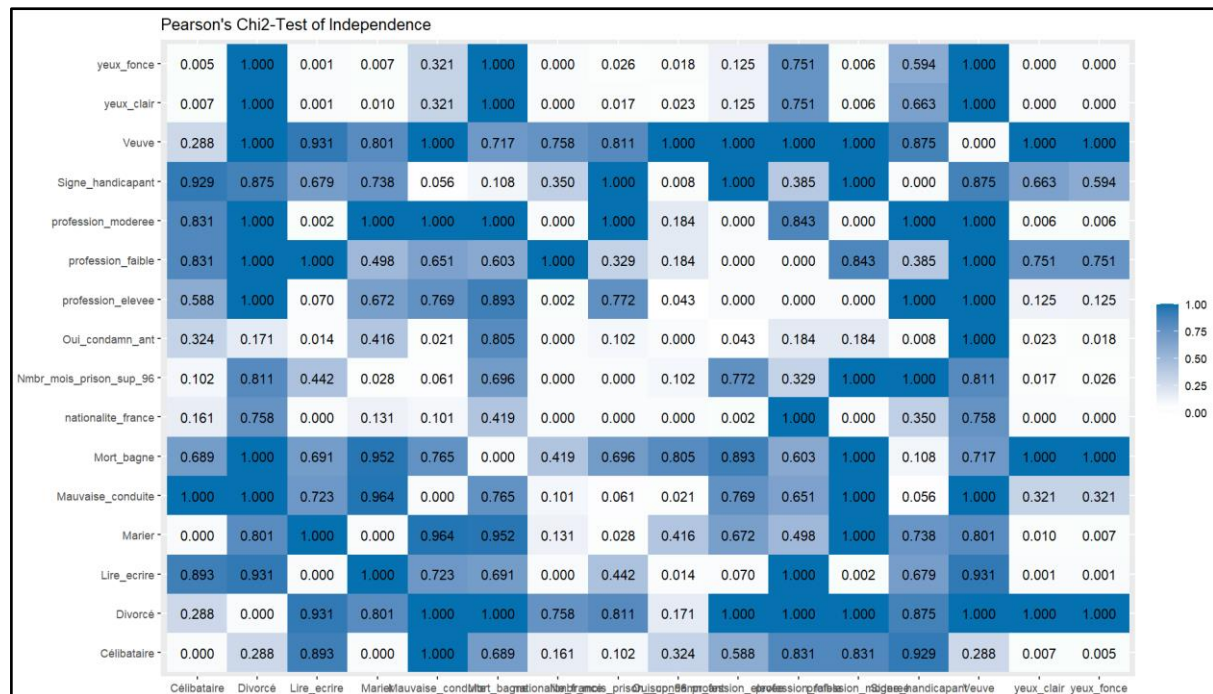 Pearson's Chi2-Test of Independence
yeux_fonce 0.005 1.000 0.001 0.007 0.321 1.000 0.000 0.026 0.018 0.125 0.751 0.006 0.594 1.000 0.000 0.000
yeux_clair 0.007 1.000 0.001 0.010 0.321 1.000 0.000 0.017 0.023 0.125 0.751 0.006 0.663 1.000 0.000 0.000
Veuve 0.288 1.000 0.931 0.801 1.000 0.717 0.758 0.811 1.000 1.000 1.000 1.000 0.875 0.000 1.000 1.000
Signe_handicapant 0.929 0.875 0.679 0.738 0.056 0.108 0.350 1.000 0.008 1.000 0.385 1.000 0.000 0.875 0.663 0.594
profession_moderee 0.831 1.000 0.002 1.000 1.000 1.000 0.000 1.000 0.184 0.000 0.843 0.000 1.000 1.000 0.006 0.006
profession_faible 0.831 1.000 1.000 0.498 0.651 0.603 1.000 0.329 0.184 0.000 0.000 0.843 0.385 1.000 0.751 0.751
profession_elevee 0.588 1.000 0.070 0.672 0.769 0.893 0.002 0.772 0.043 0.000 0.000 0.000 1.000 1.000 0.125 0.125
Oui_condamn_ant 0.324 0.171 0.014 0.416 0.021 0.805 0.000 0.102 0.000 0.043 0.184 0.184 0.008 1.000 0.023 0.018
Nmbr_mois_prison_sup_96 0.102 0.811 0.442 0.028 0.061 0.696 0.000 0.000 0.102 0.772 0.329 1.000 1.000 0.811 0.017 0.026
nationalite_france 0.161 0.758 0.000 0.131 0.101 0.419 0.000 0.000 0.000 0.002 1.000 0.000 0.350 0.758 0.000 0.000
Mort_bagne 0.689 1.000 0.691 0.952 0.765 0.000 0.419 0.696 0.805 0.893 0.603 1.000 0.108 0.717 1.000 1.000
Mauvaise_conduite 1.000 1.000 0.723 0.964 0.000 0.765 0.101 0.061 0.021 0.769 0.651 1.000 0.056 1.000 0.321 0.321
Marier 0.000 0.801 1.000 0.000 0.964 0.952 0.131 0.028 0.416 0.672 0.498 1.000 0.738 0.801 0.010 0.007
Lire_ecrire 0.893 0.931 0.000 1.000 0.723 0.691 0.000 0.442 0.014 0.070 1.000 0.002 0.679 0.931 0.001 0.001
Divorcé 0.288 0.000 0.931 0.801 1.000 1.000 0.758 0.811 0.171 1.000 1.000 1.000 0.875 1.000 1.000 1.000
Célibataire 0.000 0.288 0.893 0.000 1.000 0.689 0.161 0.102 0.324 0.588 0.831 0.831 0.929 0.288 0.007 0.005
Célibataire Divorcé Lire_ecrire Veuve yeux_clair yeux_fonce
1.00
0.75
0.50
0.25
0.00